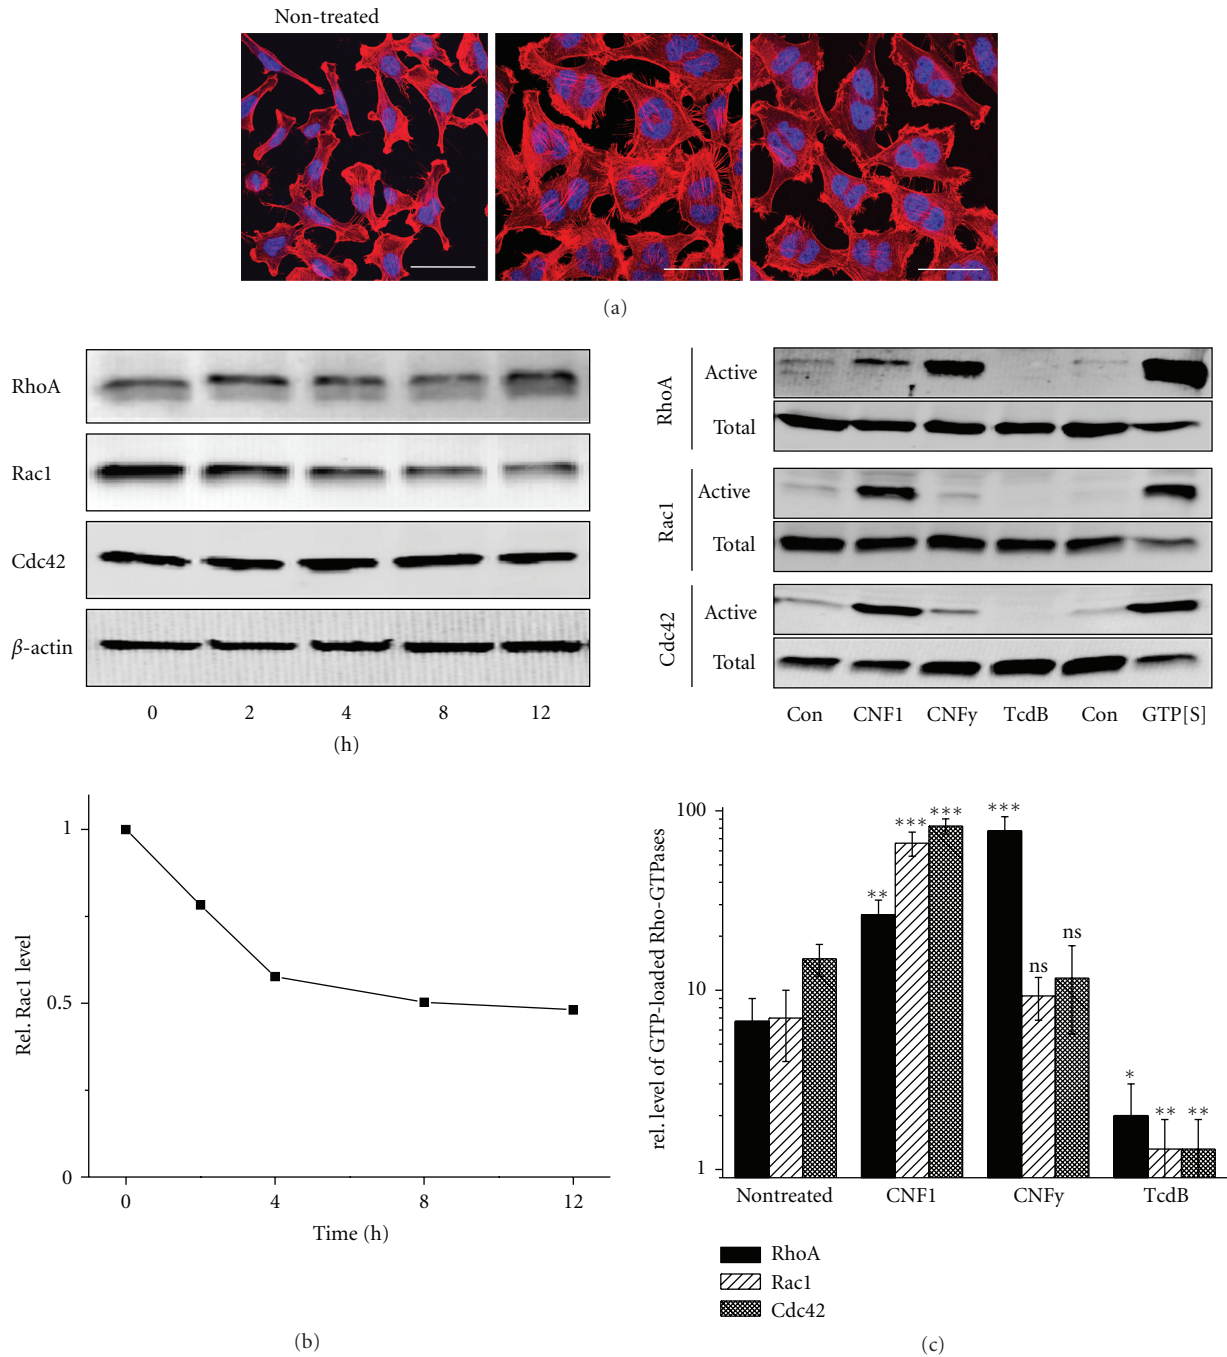 Non-treated
(a)
RhoA
Rac1
Cdc42
β-actin
0 2 4 8 12
(h)
RhoA
Active
Total
Rac1
Active
Total
Cdc42
Active
Total
Con CNF1 CNFy TcdB Con GTP[S]
Rel. Rac1 level
1
0.5
0
0 4 8 12
Time (h)
(b)
rel. level of GTP-loaded Rho-GTPases
100
10
1
** *** ***
*** ns ns
* ** **
Nontreated CNF1 CNFy TcdB
RhoA
Rac1
Cdc42
(c)